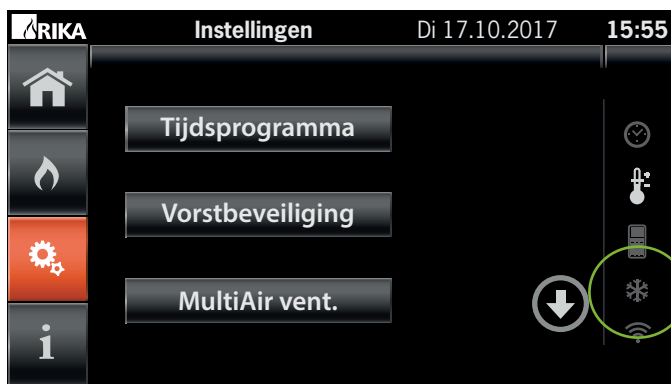 RIKA Instellingen Di 17.10.2017 15:55
Tijdsprogramma
Vorstbeveiliging
MultiAir vent.
i